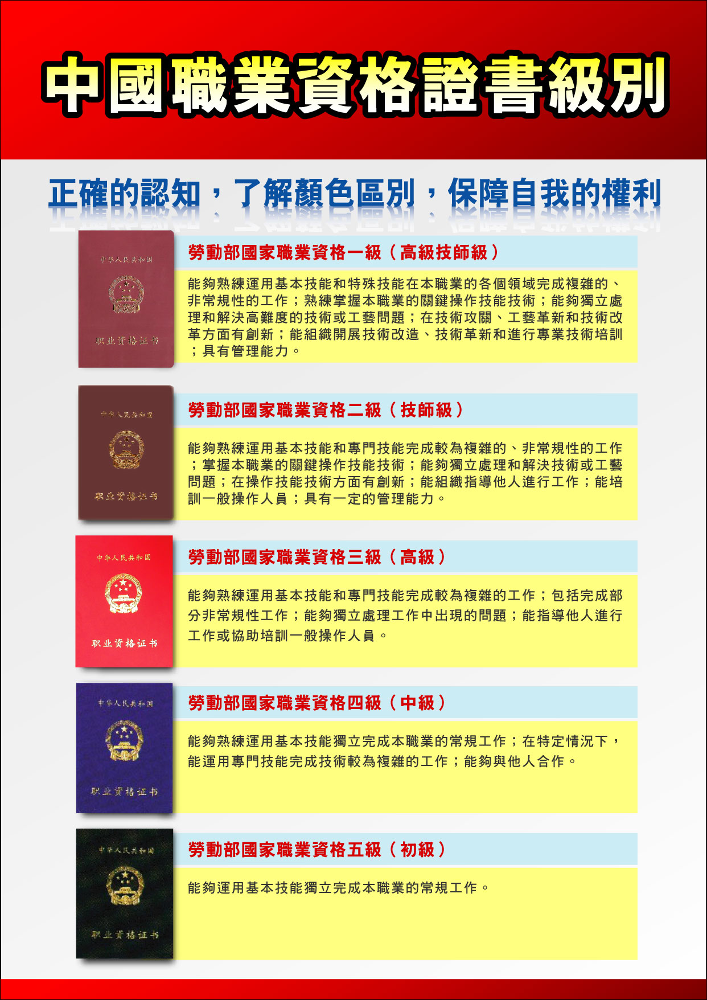 中國職業資格證書級別
正確的認知，了解顏色區別，保障自我的權利
中华人民共和国
职业资格证书
勞動部國家職業資格一級（高級技師級）
能夠熟練運用基本技能和特殊技能在本職業的各個領域完成複雜的、
非常規性的工作；熟練掌握本職業的關鍵操作技能技術；能夠獨立處
理和解決高難度的技術或工藝問題；在技術攻關、工藝革新和技術改
革方面有創新；能組織開展技術改造、技術革新和進行專業技術培訓
；具有管理能力。
中华人民共和国
职业资格证书
勞動部國家職業資格二級（技師級）
能夠熟練運用基本技能和專門技能完成較為複雜的、非常規性的工作
；掌握本職業的關鍵操作技能技術；能夠獨立處理和解決技術或工藝
問題；在操作技能技術方面有創新；能組織指導他人進行工作；能培
訓一般操作人員；具有一定的管理能力。
中华人民共和国
职业资格证书
勞動部國家職業資格三級（高級）
能夠熟練運用基本技能和專門技能完成較為複雜的工作；包括完成部
分非常規性工作；能夠獨立處理工作中出現的問題；能指導他人進行
工作或協助培訓一般操作人員。
中华人民共和国
职业资格证书
勞動部國家職業資格四級（中級）
能夠熟練運用基本技能獨立完成本職業的常規工作；在特定情況下，
能運用專門技能完成技術較為複雜的工作；能夠與他人合作。
中华人民共和国
职业资格证书
勞動部國家職業資格五級（初級）
能夠運用基本技能獨立完成本職業的常規工作。